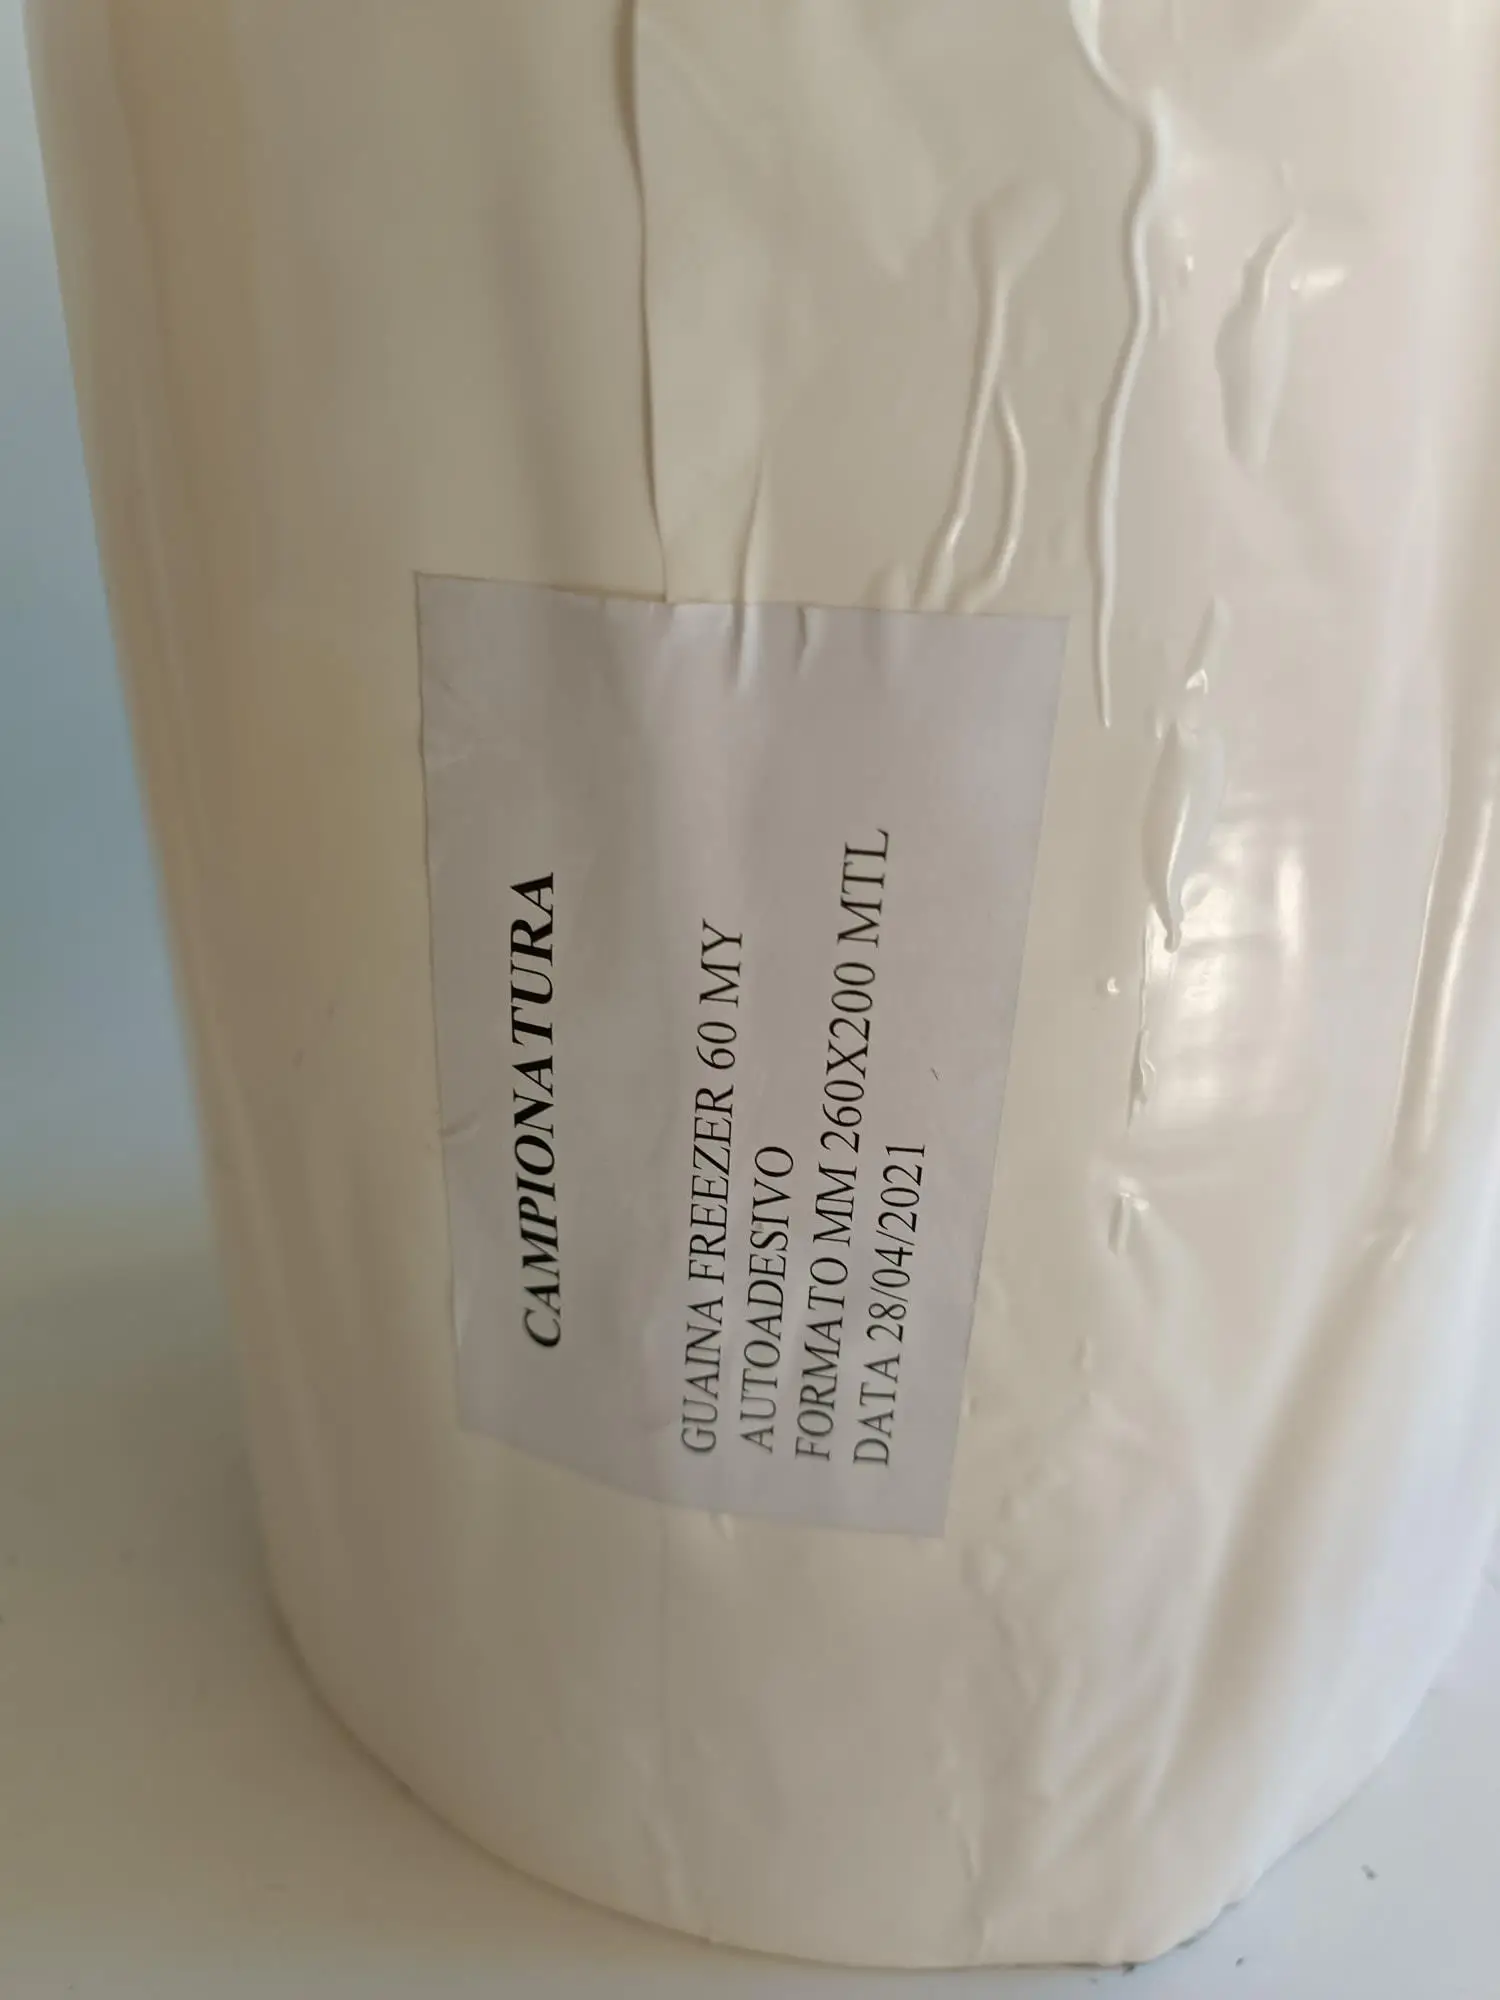 CAMPIONATURA
GUAINA FREEZER 60 MY
AUTOADESIVO
FORMATO MM 260X200 MTL
DATA 28/04/2021